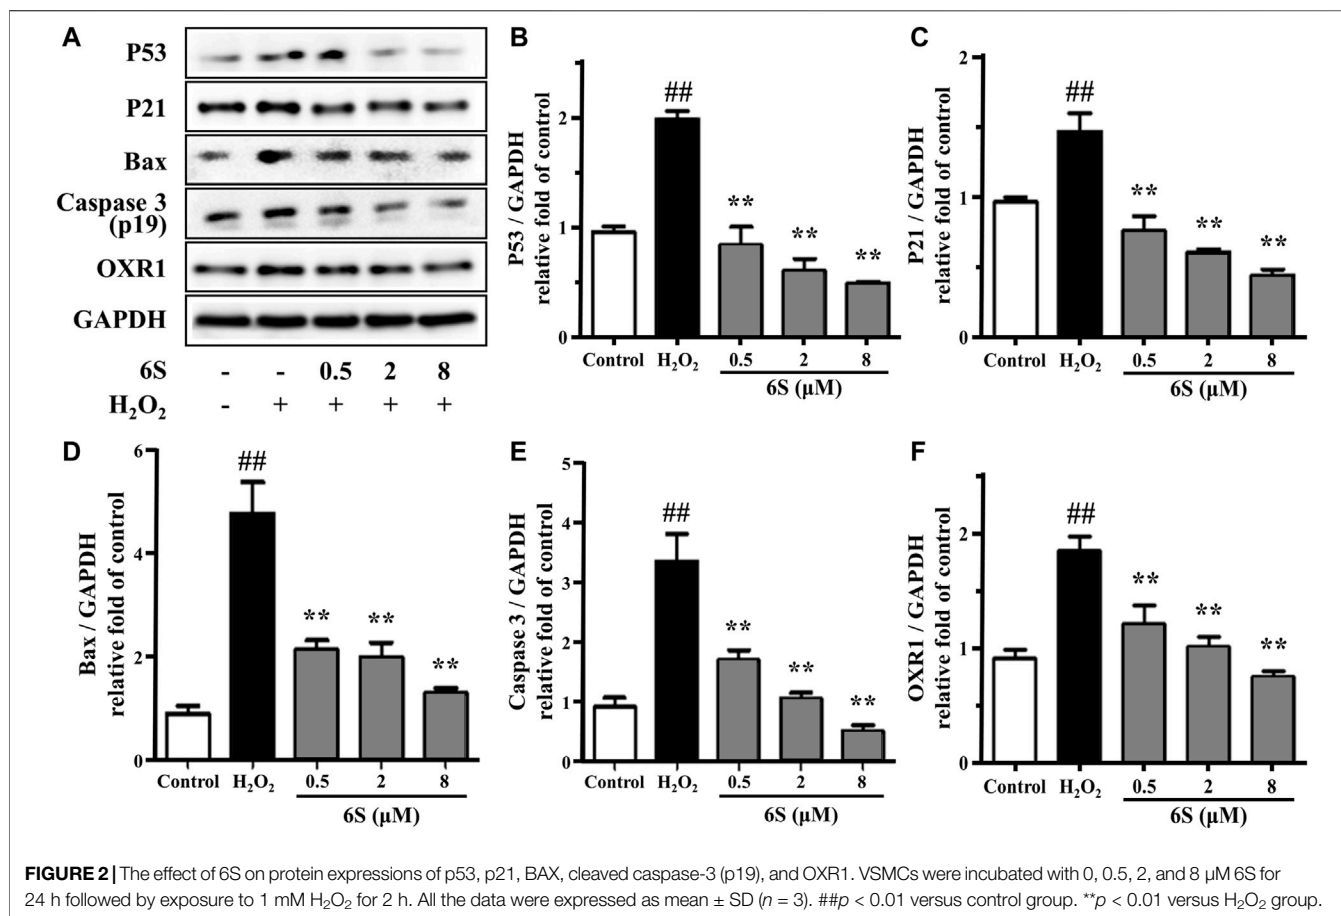 A
P53
P21
Bax
Caspase 3
(p19)
OXR1
GAPDH
6S - - 0.5 2 8
H₂O₂ - + + + +
B
P53 / GAPDH
relative fold of control
2
1
0
##
**
**
**
Control H₂O₂ 0.5 2 8
6S (μM)
C
P21 / GAPDH
relative fold of control
2
1
0
##
**
**
**
Control H₂O₂ 0.5 2 8
6S (μM)
D
Bax / GAPDH
relative fold of control
6
4
2
0
##
**
**
**
Control H₂O₂ 0.5 2 8
6S (μM)
E
Caspase 3 / GAPDH
relative fold of control
5
4
3
2
1
0
##
**
**
**
Control H₂O₂ 0.5 2 8
6S (μM)
F
OXR1 / GAPDH
relative fold of control
2
1
0
##
**
**
**
Control H₂O₂ 0.5 2 8
6S (μM)
FIGURE 2 | The effect of 6S on protein expressions of p53, p21, BAX, cleaved caspase-3 (p19), and OXR1. VSMCs were incubated with 0, 0.5, 2, and 8 μM 6S for
24 h followed by exposure to 1 mM H₂O₂ for 2 h. All the data were expressed as mean ± SD (n = 3). ##p < 0.01 versus control group. **p < 0.01 versus H₂O₂ group.